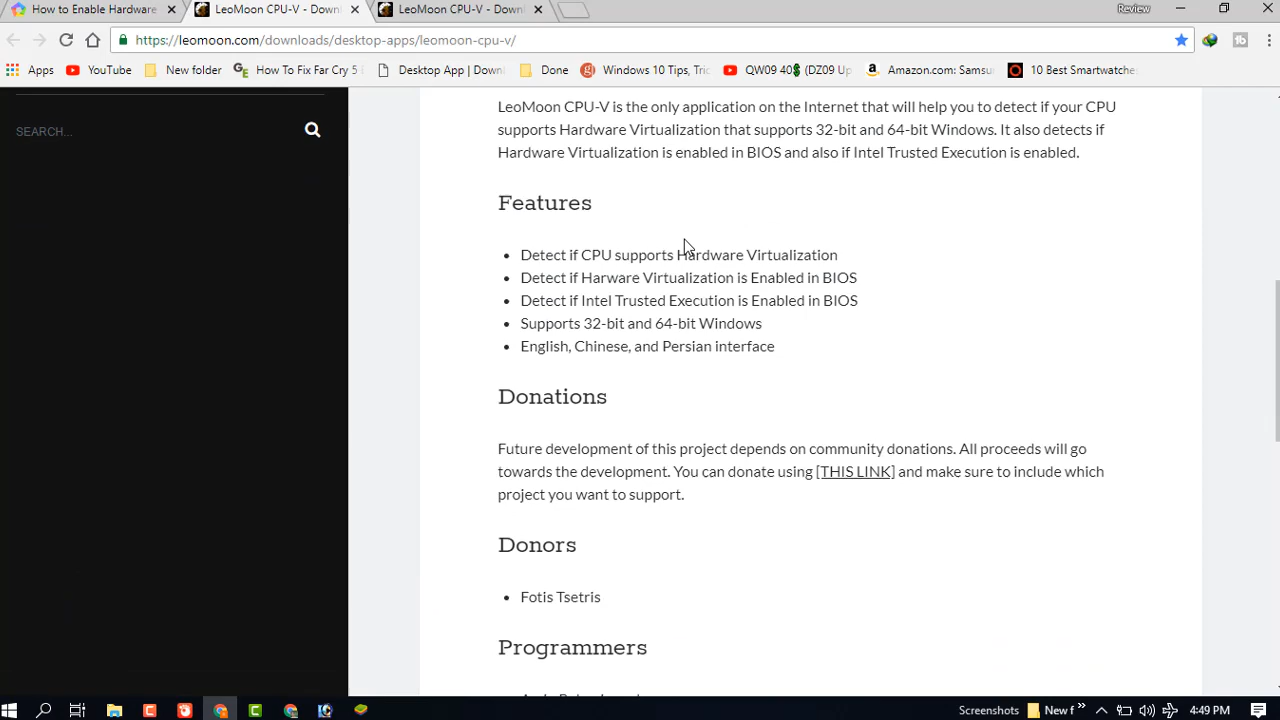 How to Enable Hardware
LeoMoon CPU-V - Downl
LeoMoon CPU-V - Downl
Review
https://leomoon.com/downloads/desktop-apps/leomoon-cpu-v/
Apps
YouTube
New folder
How To Fix Far Cry 5
Desktop App | Downl
Done
Windows 10 Tips, Tric
QW09 40$ (DZ09 Up
Amazon.com: Samsu
10 Best Smartwatche
SEARCH...
LeoMoon CPU-V is the only application on the Internet that will help you to detect if your CPU
supports Hardware Virtualization that supports 32-bit and 64-bit Windows. It also detects if
Hardware Virtualization is enabled in BIOS and also if Intel Trusted Execution is enabled.
Features
• Detect if CPU supports Hardware Virtualization
• Detect if Harware Virtualization is Enabled in BIOS
• Detect if Intel Trusted Execution is Enabled in BIOS
• Supports 32-bit and 64-bit Windows
• English, Chinese, and Persian interface
Donations
Future development of this project depends on community donations. All proceeds will go
towards the development. You can donate using [THIS LINK] and make sure to include which
project you want to support.
Donors
• Fotis Tsetris
Programmers
Screenshots
New f
4:49 PM